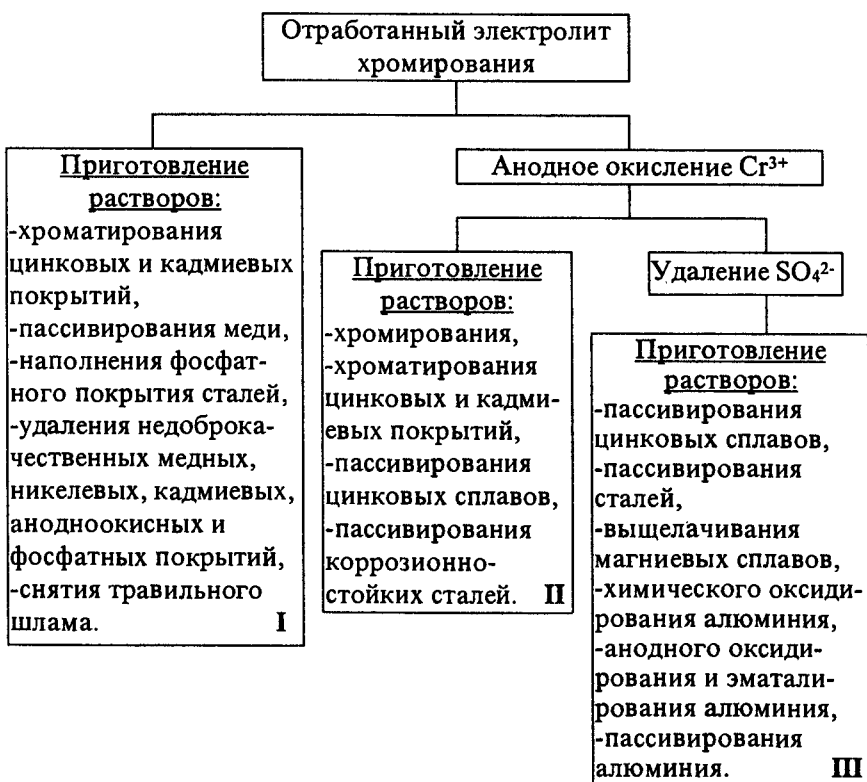 Отработанный электролит
хромирования
Приготовление
растворов:
-хроматирования
цинковых и кадмиевых
покрытий,
-пассивирования меди,
-наполнения фосфат-
ного покрытия сталей,
-удаления недоброка-
чественных медных,
никелевых, кадмиевых,
анодноокисных и
фосфатных покрытий,
-снятия травильного
шлама. I
Анодное окисление Cr³⁺
Приготовление
растворов:
-хромирования,
-хроматирования
цинковых и кадми-
евых покрытий,
-пассивирования
цинковых сплавов,
-пассивирования
коррозионно-
стойких сталей. II
Удаление SO₄²⁻
Приготовление
растворов:
-пассивирования
цинковых сплавов,
-пассивирования
сталей,
-выщелачивания
магниевых сплавов,
-химического оксиди-
рования алюминия,
-анодного оксиди-
рования и эматали-
рования алюминия,
-пассивирования
алюминия. III